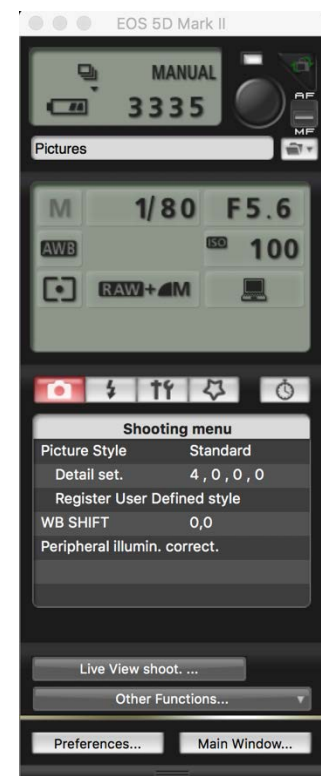 EOS 5D Mark II
MANUAL
3335
AF
MF
Pictures
M 1/80 F5.6
AWB ISO 100
RAW+M
Shooting menu
Picture Style Standard
Detail set. 4 , 0 , 0 , 0
Register User Defined style
WB SHIFT 0,0
Peripheral illumin. correct.
Live View shoot. ...
Other Functions...
Preferences... Main Window...